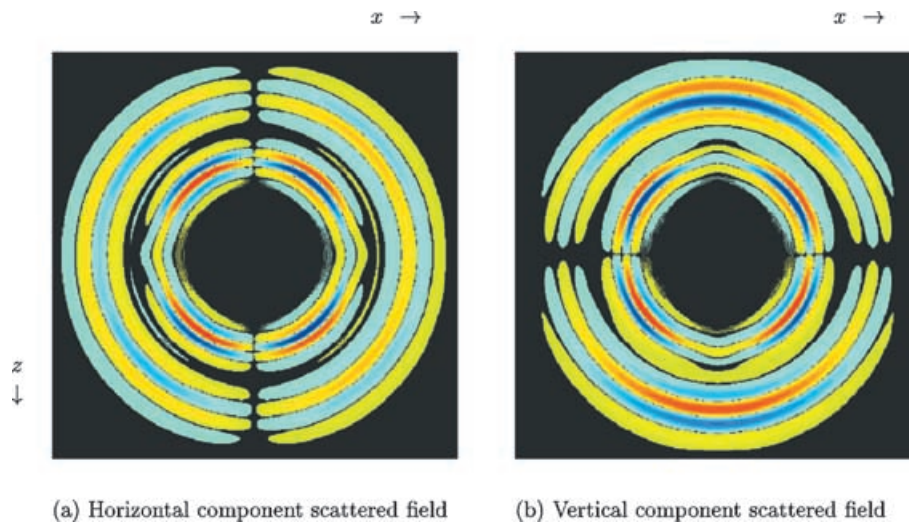 x →
x →
z
↓
(a) Horizontal component scattered field
(b) Vertical component scattered field